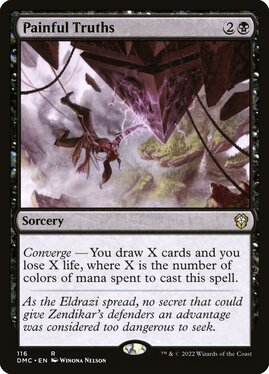 Painful Truths 2
Sorcery
Converge — You draw X cards and you
lose X life, where X is the number of
colors of mana spent to cast this spell.
As the Eldrazi spread, no secret that could
give Zendikar's defenders an advantage
was considered too dangerous to seek.
116 R
DMC • EN WINONA NELSON ™ & © 2022 Wizards of the Coast